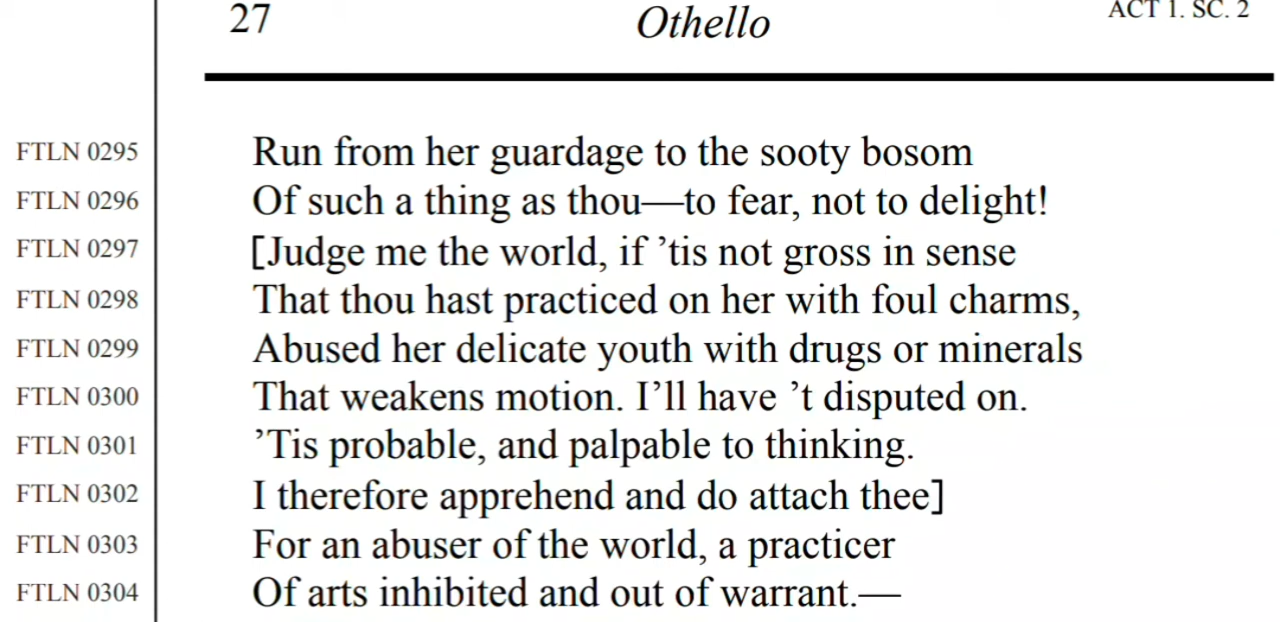 27 Othello ACT 1. SC. 2
FTLN 0295 Run from her guardage to the sooty bosom
FTLN 0296 Of such a thing as thou—to fear, not to delight!
FTLN 0297 [Judge me the world, if ’tis not gross in sense
FTLN 0298 That thou hast practiced on her with foul charms,
FTLN 0299 Abused her delicate youth with drugs or minerals
FTLN 0300 That weakens motion. I’ll have ’t disputed on.
FTLN 0301 ’Tis probable, and palpable to thinking.
FTLN 0302 I therefore apprehend and do attach thee]
FTLN 0303 For an abuser of the world, a practicer
FTLN 0304 Of arts inhibited and out of warrant.—